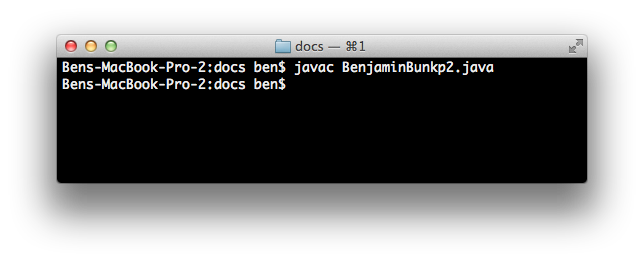 docs — ⌘1
Bens-MacBook-Pro-2:docs ben$ javac BenjaminBunkp2.java
Bens-MacBook-Pro-2:docs ben$